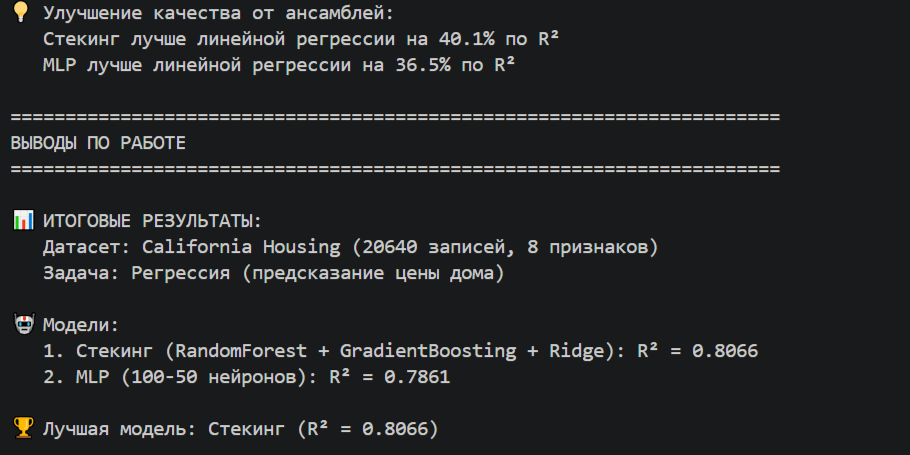 💡 Улучшение качества от ансамблей:
Стекинг лучше линейной регрессии на 40.1% по R²
MLP лучше линейной регрессии на 36.5% по R²
======================================================================
ВЫВОДЫ ПО РАБОТЕ
======================================================================
📊 ИТОГОВЫЕ РЕЗУЛЬТАТЫ:
Датасет: California Housing (20640 записей, 8 признаков)
Задача: Регрессия (предсказание цены дома)
🤖 Модели:
1. Стекинг (RandomForest + GradientBoosting + Ridge): R² = 0.8066
2. MLP (100-50 нейронов): R² = 0.7861
🏆 Лучшая модель: Стекинг (R² = 0.8066)